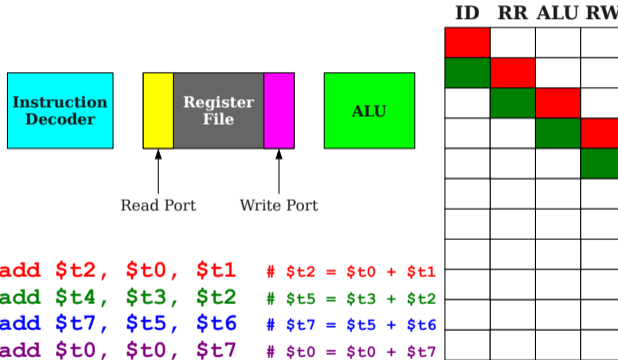 ID RR ALU RW
Instruction
Decoder
Register
File
ALU
Read Port
Write Port
add $t2, $t0, $t1 # $t2 = $t0 + $t1
add $t4, $t3, $t2 # $t5 = $t3 + $t2
add $t7, $t5, $t6 # $t7 = $t5 + $t6
add $t0, $t0, $t7 # $t0 = $t0 + $t7